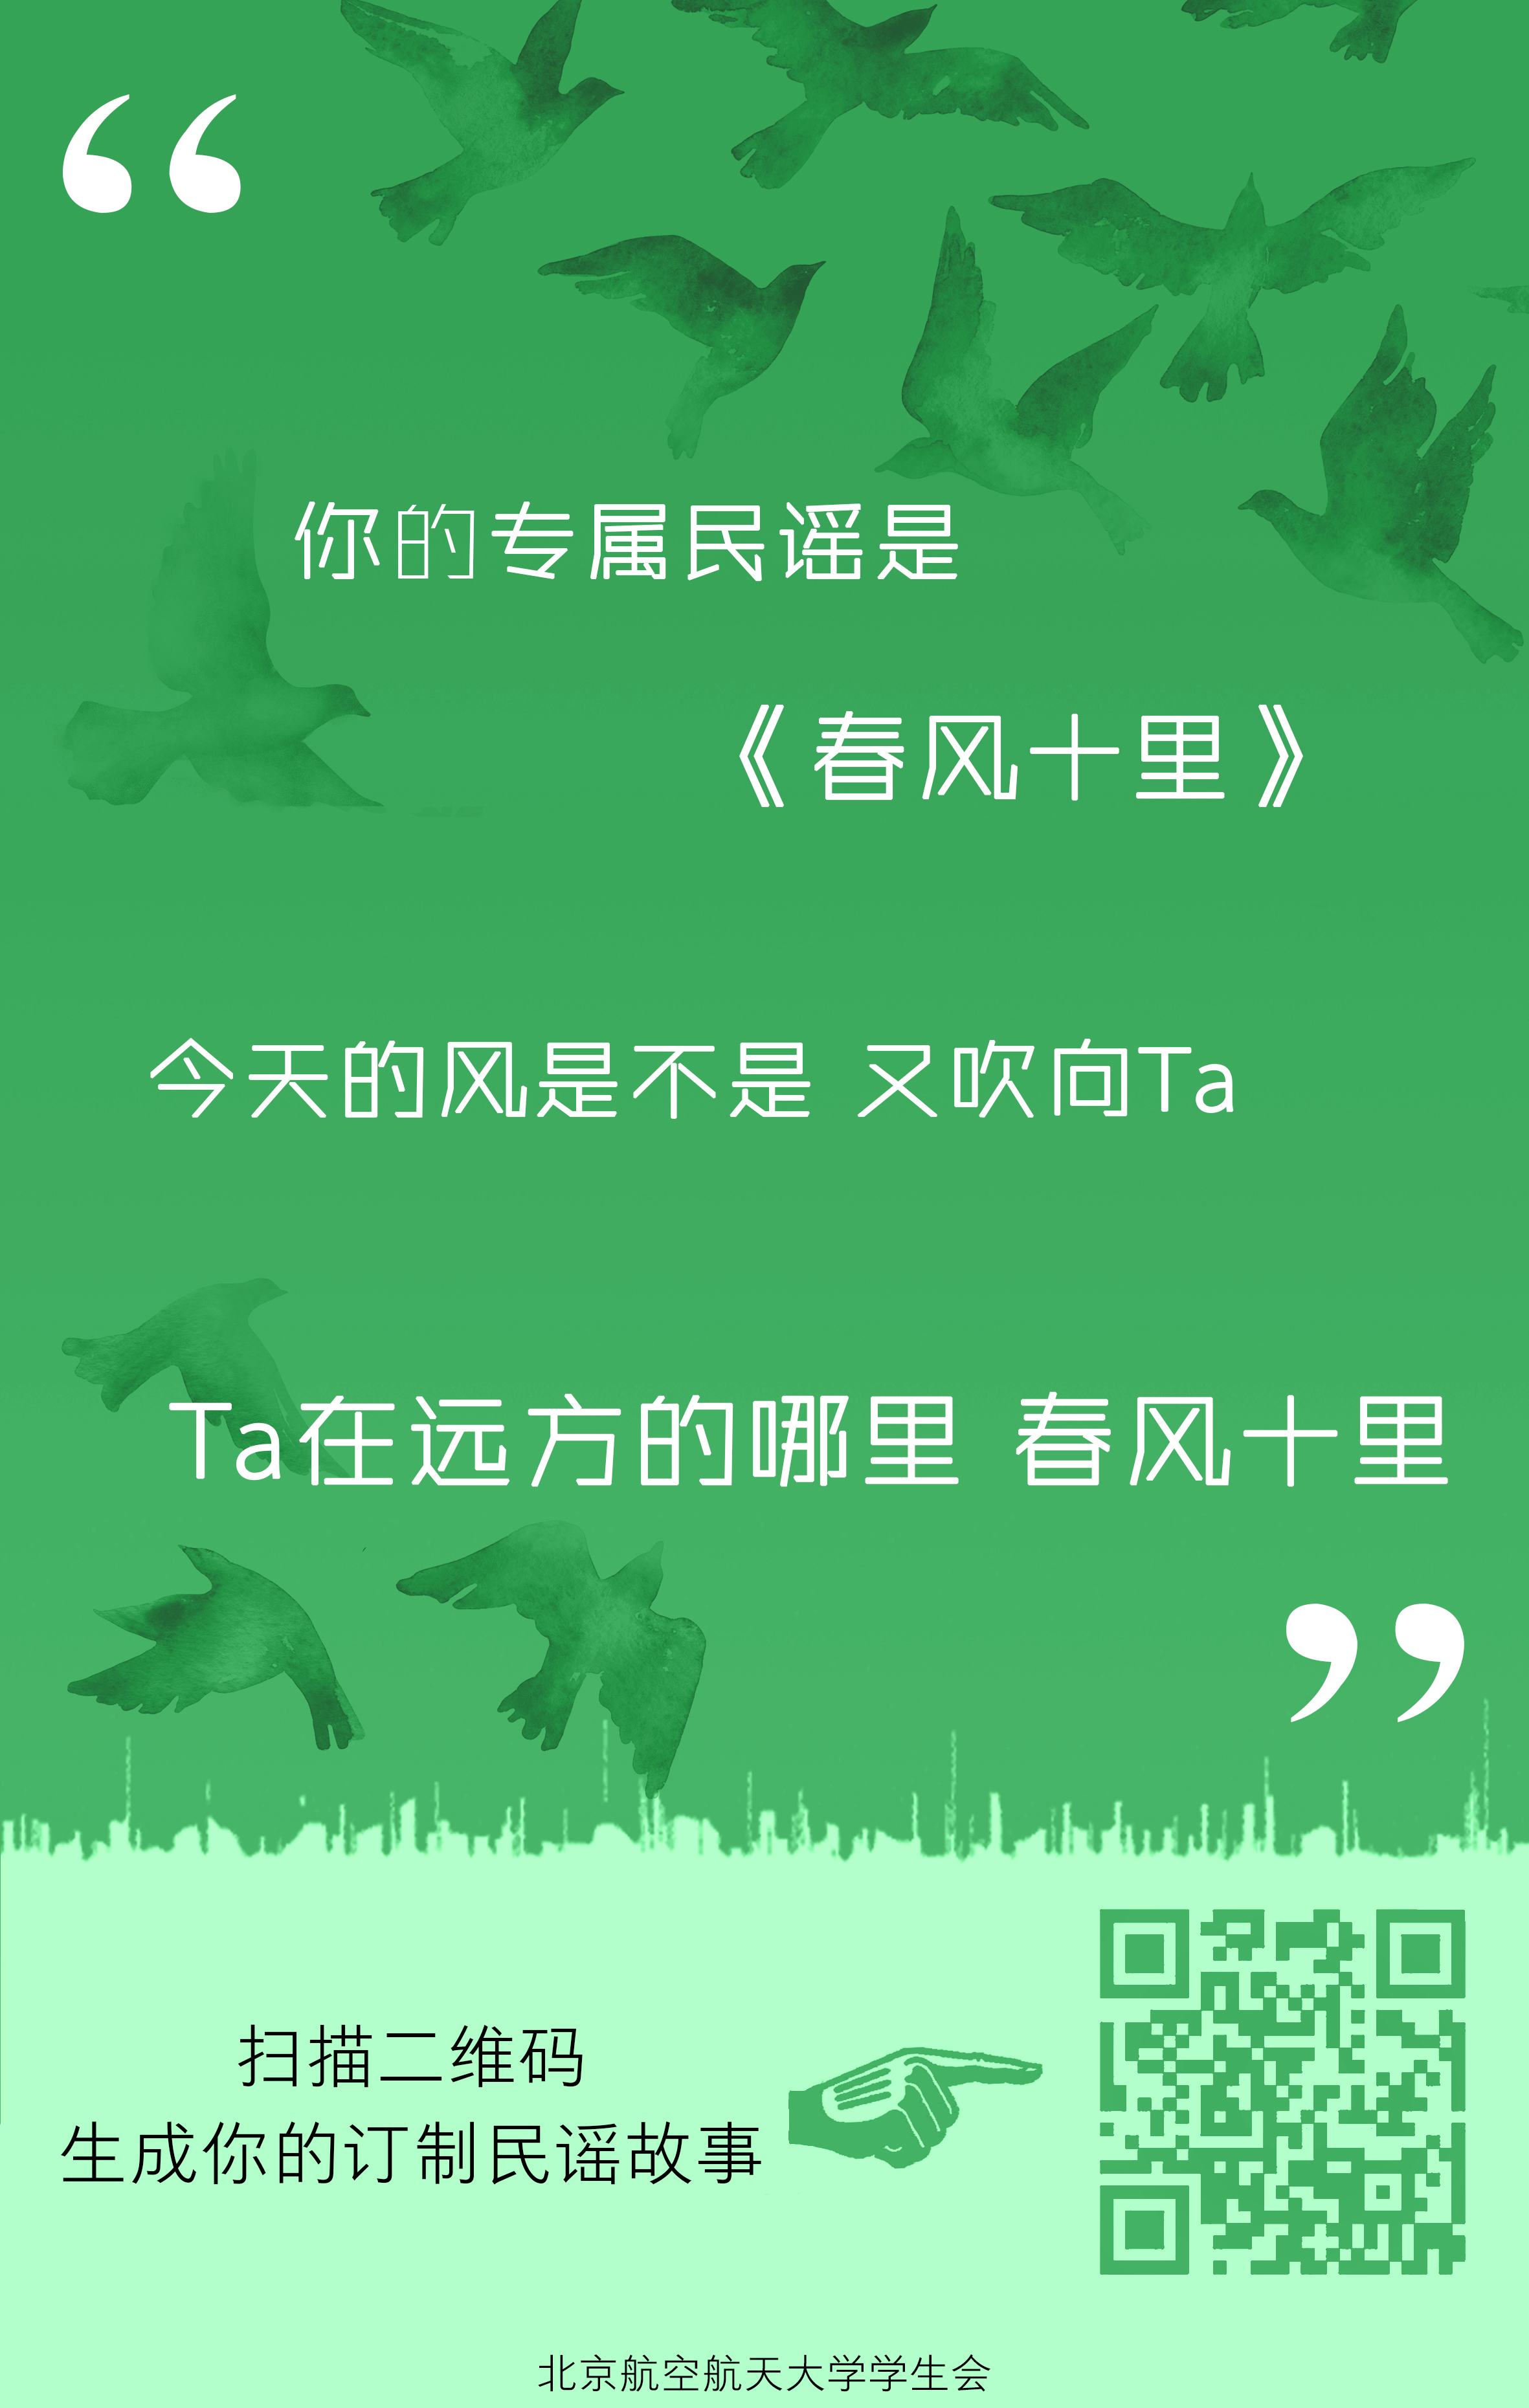 “
你的专属民谣是
《春风十里》
今天的风是不是 又吹向Ta
Ta在远方的哪里 春风十里
”
扫描二维码
生成你的订制民谣故事
北京航空航天大学学生会